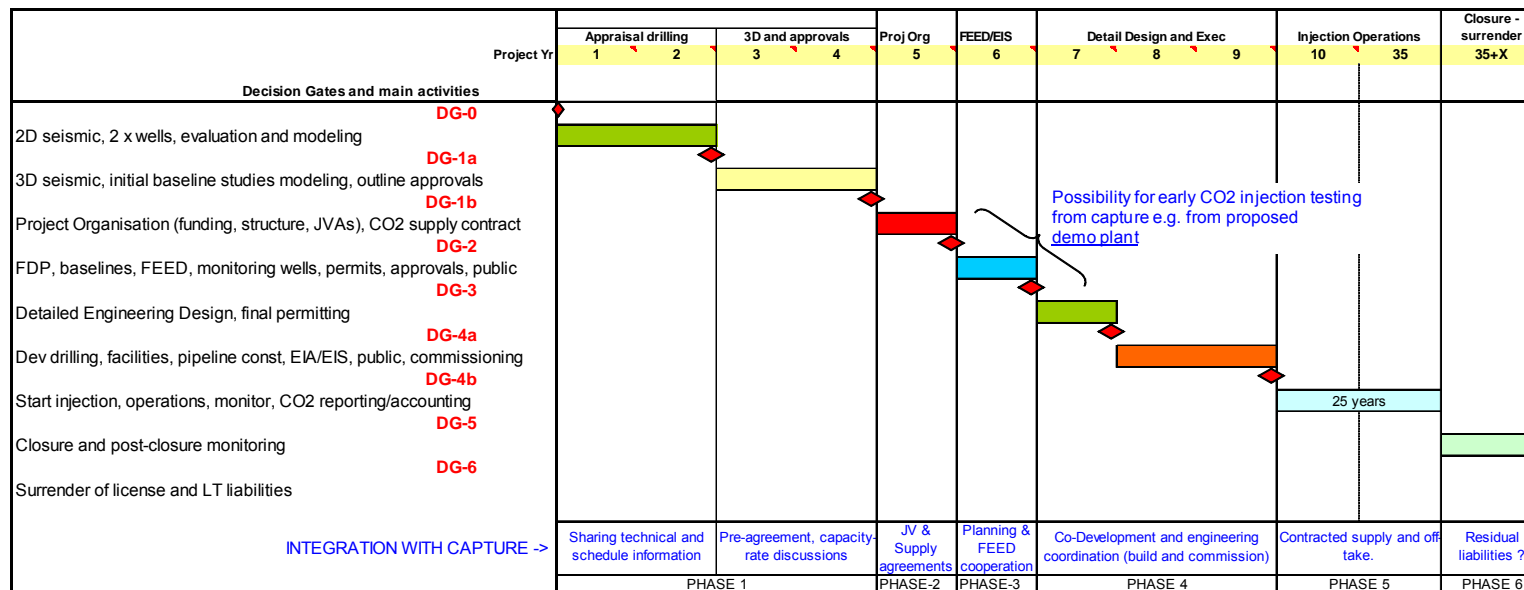 Closure -
Appraisal drilling 3D and approvals Proj Org FEED/EIS Detail Design and Exec Injection Operations surrender
Project Yr 1 2 3 4 5 6 7 8 9 10 35 35+X
Decision Gates and main activities
DG-0
2D seismic, 2 x wells, evaluation and modeling
DG-1a
3D seismic, initial baseline studies modeling, outline approvals
DG-1b
Project Organisation (funding, structure, JVAs), CO2 supply contract
DG-2
FDP, baselines, FEED, monitoring wells, permits, approvals, public
DG-3
Detailed Engineering Design, final permitting
DG-4a
Dev drilling, facilities, pipeline const, EIA/EIS, public, commissioning
DG-4b
Start injection, operations, monitor, CO2 reporting/accounting
25 years
DG-5
Closure and post-closure monitoring
DG-6
Surrender of license and LT liabilities
Possibility for early CO2 injection testing
from capture e.g. from proposed
demo plant
INTEGRATION WITH CAPTURE ->
Sharing technical and
schedule information
Pre-agreement, capacity-
rate discussions
JV &
Supply
agreements
Planning &
FEED
cooperation
Co-Development and engineering
coordination (build and commission)
Contracted supply and off-
take.
Residual
liabilities ?
PHASE 1 PHASE-2 PHASE-3 PHASE 4 PHASE 5 PHASE 6